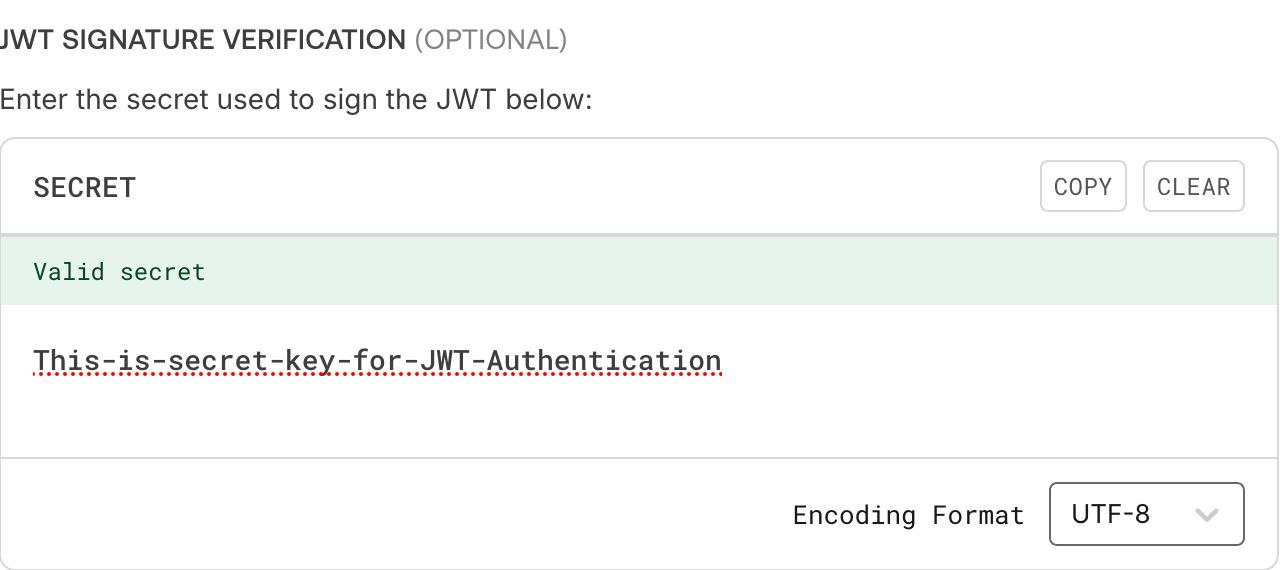 JWT SIGNATURE VERIFICATION (OPTIONAL)
Enter the secret used to sign the JWT below:
SECRET COPY CLEAR
Valid secret
This-is-secret-key-for-JWT-Authentication
Encoding Format UTF-8